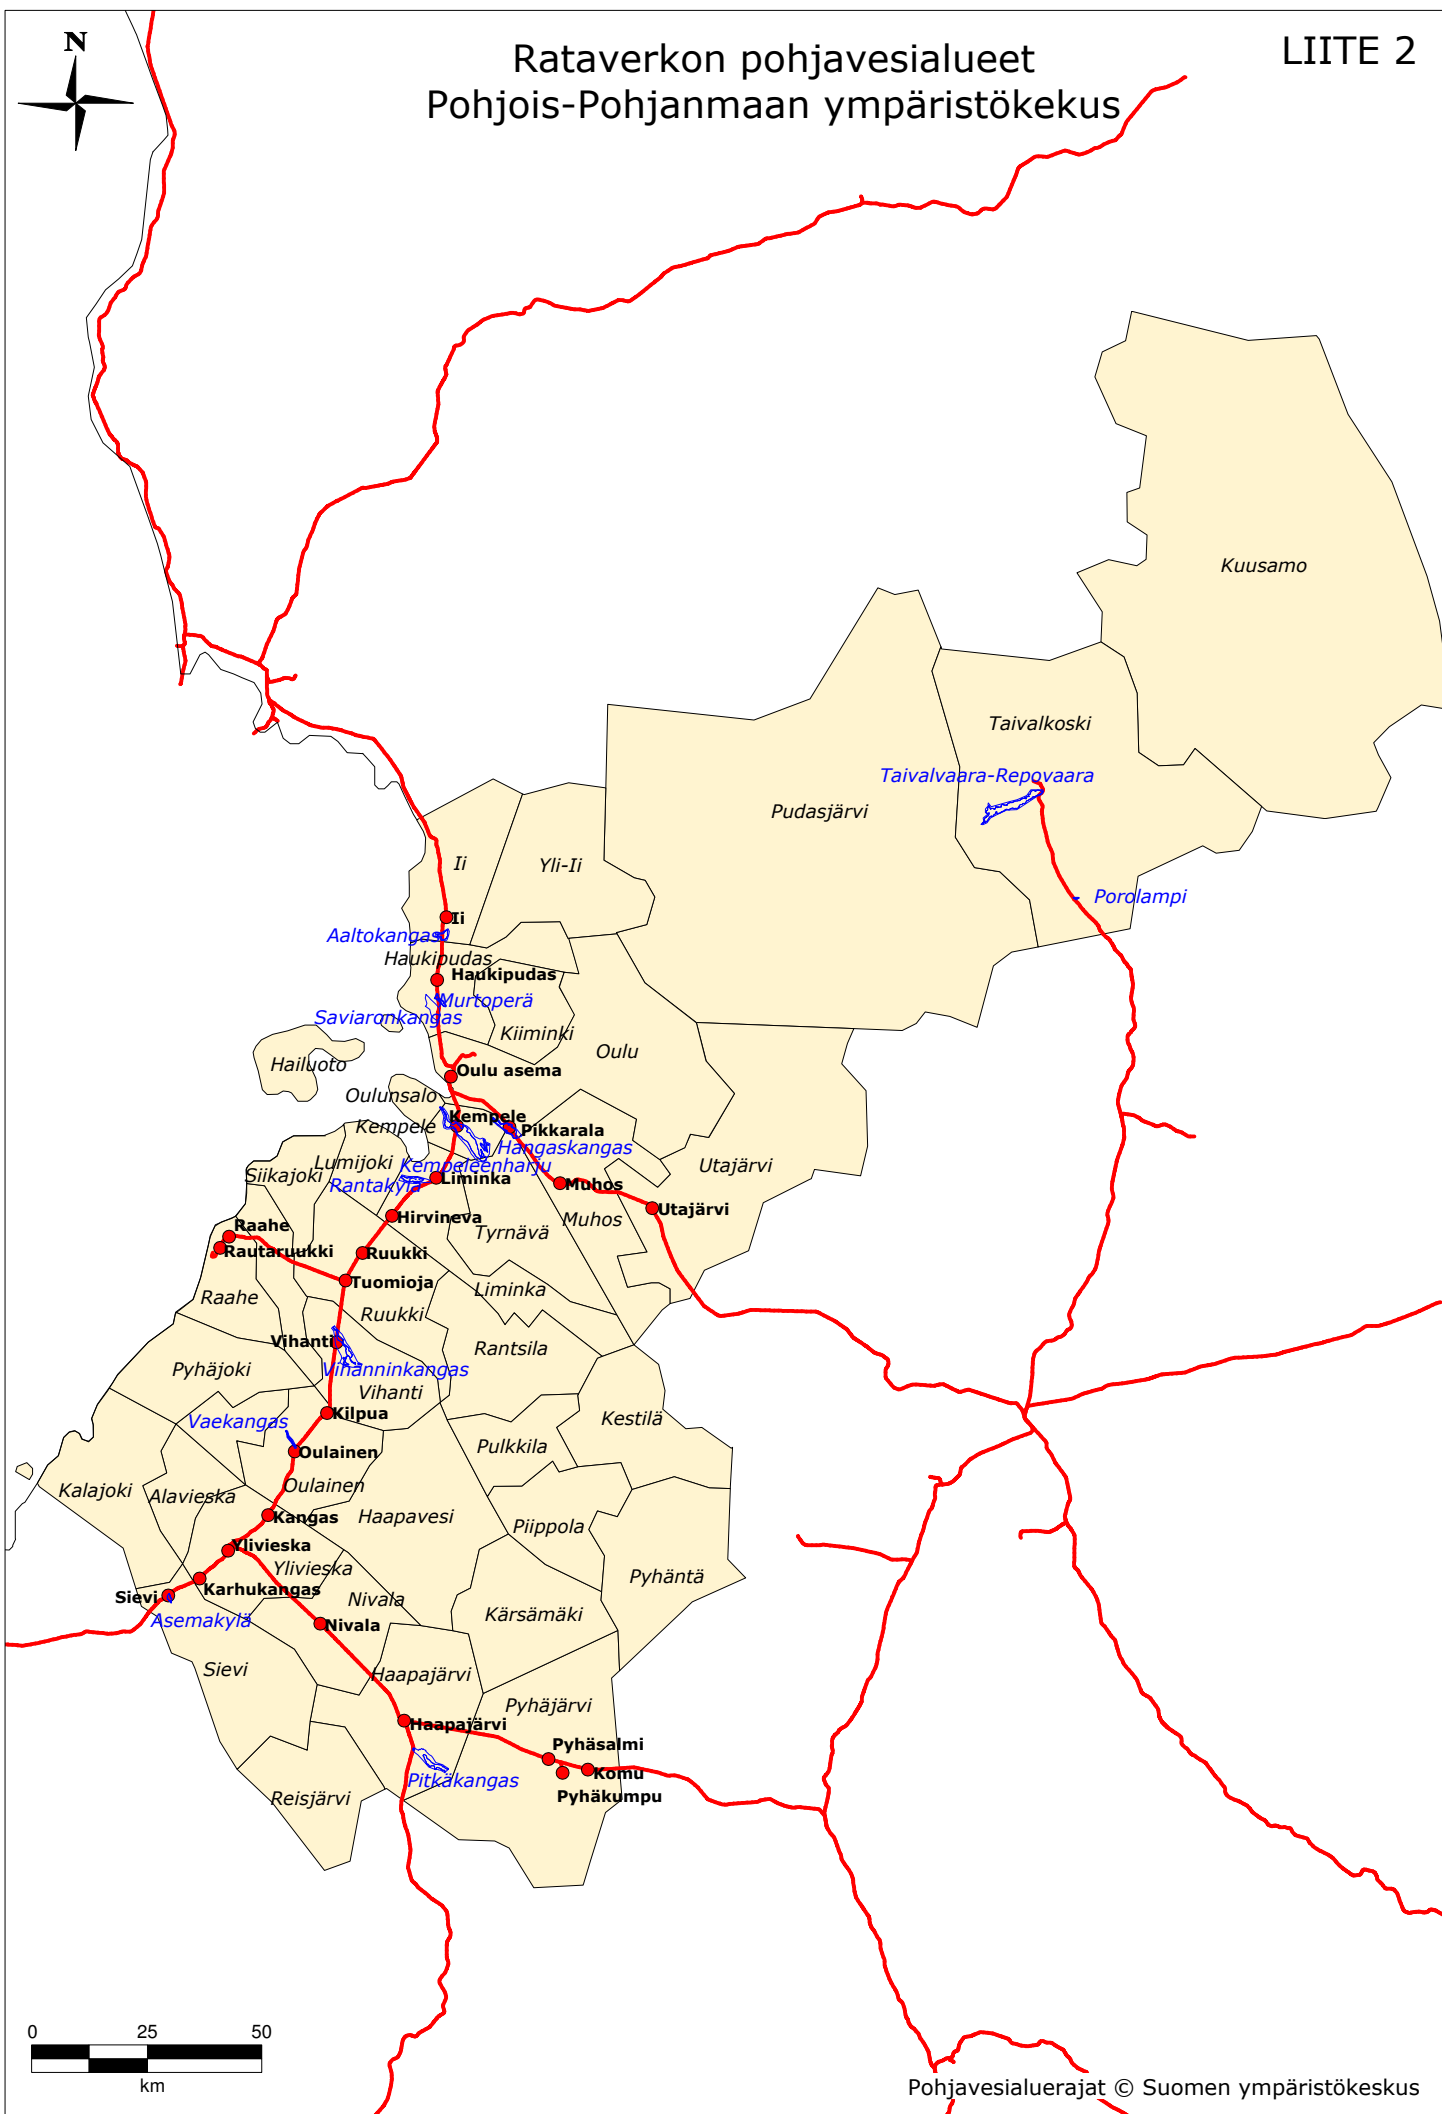 N
Rataverkon pohjavesialueet
Pohjois-Pohjanmaan ympäristökekus
LIITE 2
Kuusamo
Taivalkoski
Taivalvaara-Repovaara
Pudasjärvi
Porolampi
Ii
Yli-Ii
Ii
Aaltokangas
Haukipudas
Haukipudas
Murtoperä
Saviaronkangas
Kiiminki
Oulu
Hailuoto
Oulu asema
Oulunsalo
Kempele
Kempele
Pikkarala
Hangaskangas
Utajärvi
Lumijoki
Kempeleenharju
Siikajoki
Rantakylä
Liminka
Muhos
Utajärvi
Hirvineva
Muhos
Tyrnävä
Raahe
Rautaruukki
Ruukki
Tuomioja
Liminka
Raahe
Ruukki
Vihanti
Rantsila
Pyhäjoki
Vihanninkangas
Vihanti
Kilpua
Kestilä
Vaekangas
Pulkkila
Oulainen
Kalajoki
Alavieska
Oulainen
Kangas
Haapavesi
Piippola
Ylivieska
Ylivieska
Pyhäntä
Karhukangas
Sievi
Nivala
Kärsämäki
Asemakylä
Nivala
Sievi
Haapajärvi
Pyhäjärvi
Haapajärvi
Pyhäsalmi
Komu
Pitkäkangas
Pyhäkumpu
Reisjärvi
0 25 50
km
Pohjavesialuerajat © Suomen ympäristökeskus